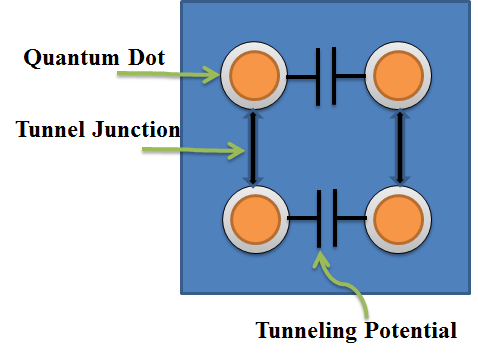 Quantum Dot
Tunnel Junction
Tunneling Potential